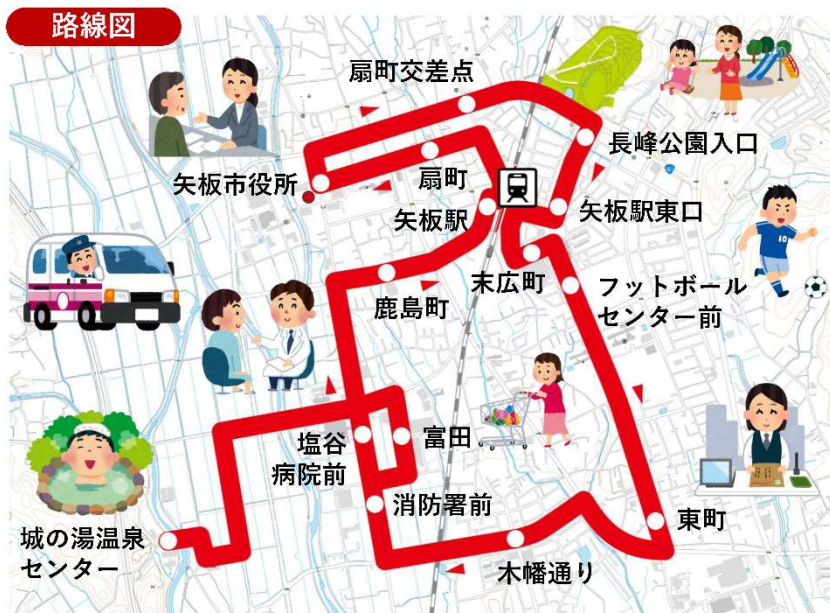 路線図
扇町交差点
長峰公園入口
矢板市役所
扇町
矢板駅
矢板駅東口
鹿島町
末広町
フットボール
センター前
塩谷
病院前
富田
消防署前
東町
城の湯温泉
センター
木幡通り
10